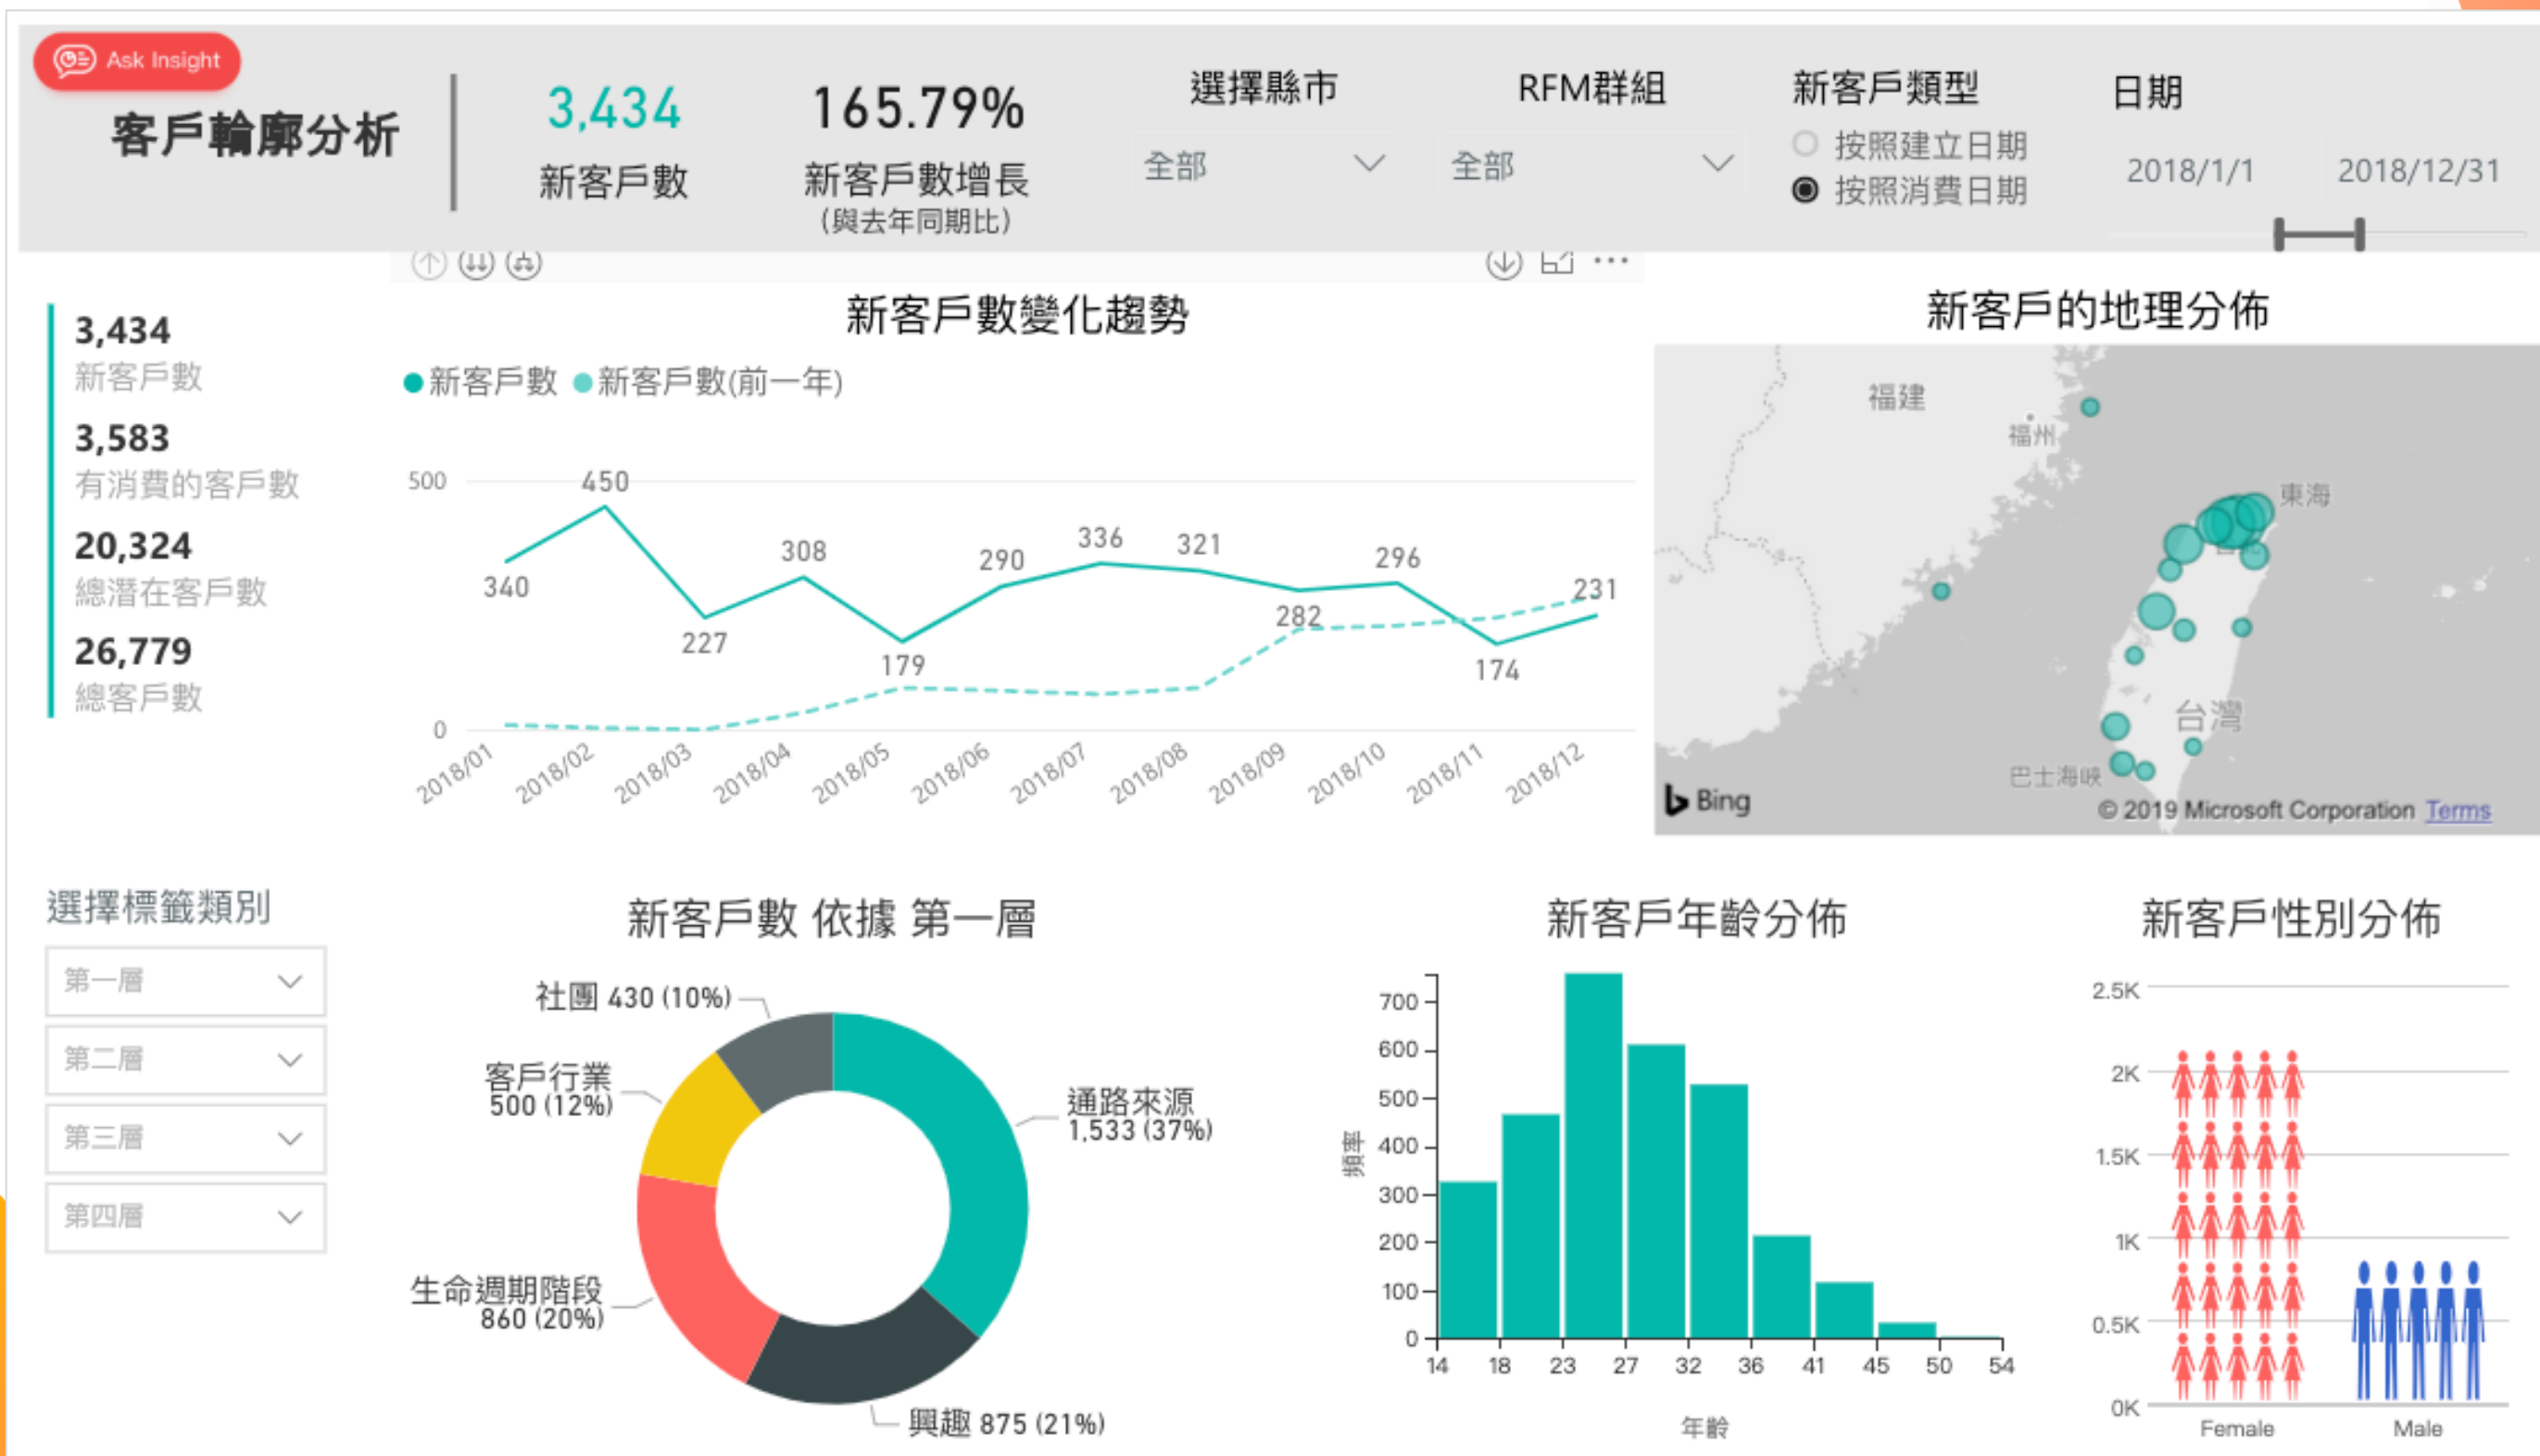 Ask Insight
客戶輪廓分析
3,434
新客戶數
165.79%
新客戶數增長
(與去年同期比)
選擇縣市
全部
RFM群組
全部
新客戶類型
按照建立日期
按照消費日期
日期
2018/1/1
2018/12/31
3,434
新客戶數
3,583
有消費的客戶數
20,324
總潛在客戶數
26,779
總客戶數
新客戶數變化趨勢
新客戶數 新客戶數(前一年)
500
0
340
450
227
308
179
290
336
321
282
296
174
231
2018/01
2018/02
2018/03
2018/04
2018/05
2018/06
2018/07
2018/08
2018/09
2018/10
2018/11
2018/12
新客戶的地理分佈
福建
福州
東海
台北
台灣
巴士海峽
Bing
© 2019 Microsoft Corporation Terms
選擇標籤類別
第一層
第二層
第三層
第四層
新客戶數 依據 第一層
社團 430 (10%)
客戶行業
500 (12%)
通路來源
1,533 (37%)
生命週期階段
860 (20%)
興趣 875 (21%)
新客戶年齡分佈
頻率
700
600
500
400
300
200
100
0
14 18 23 27 32 36 41 45 50 54
年齡
新客戶性別分佈
2.5K
2K
1.5K
1K
0.5K
0K
Female Male